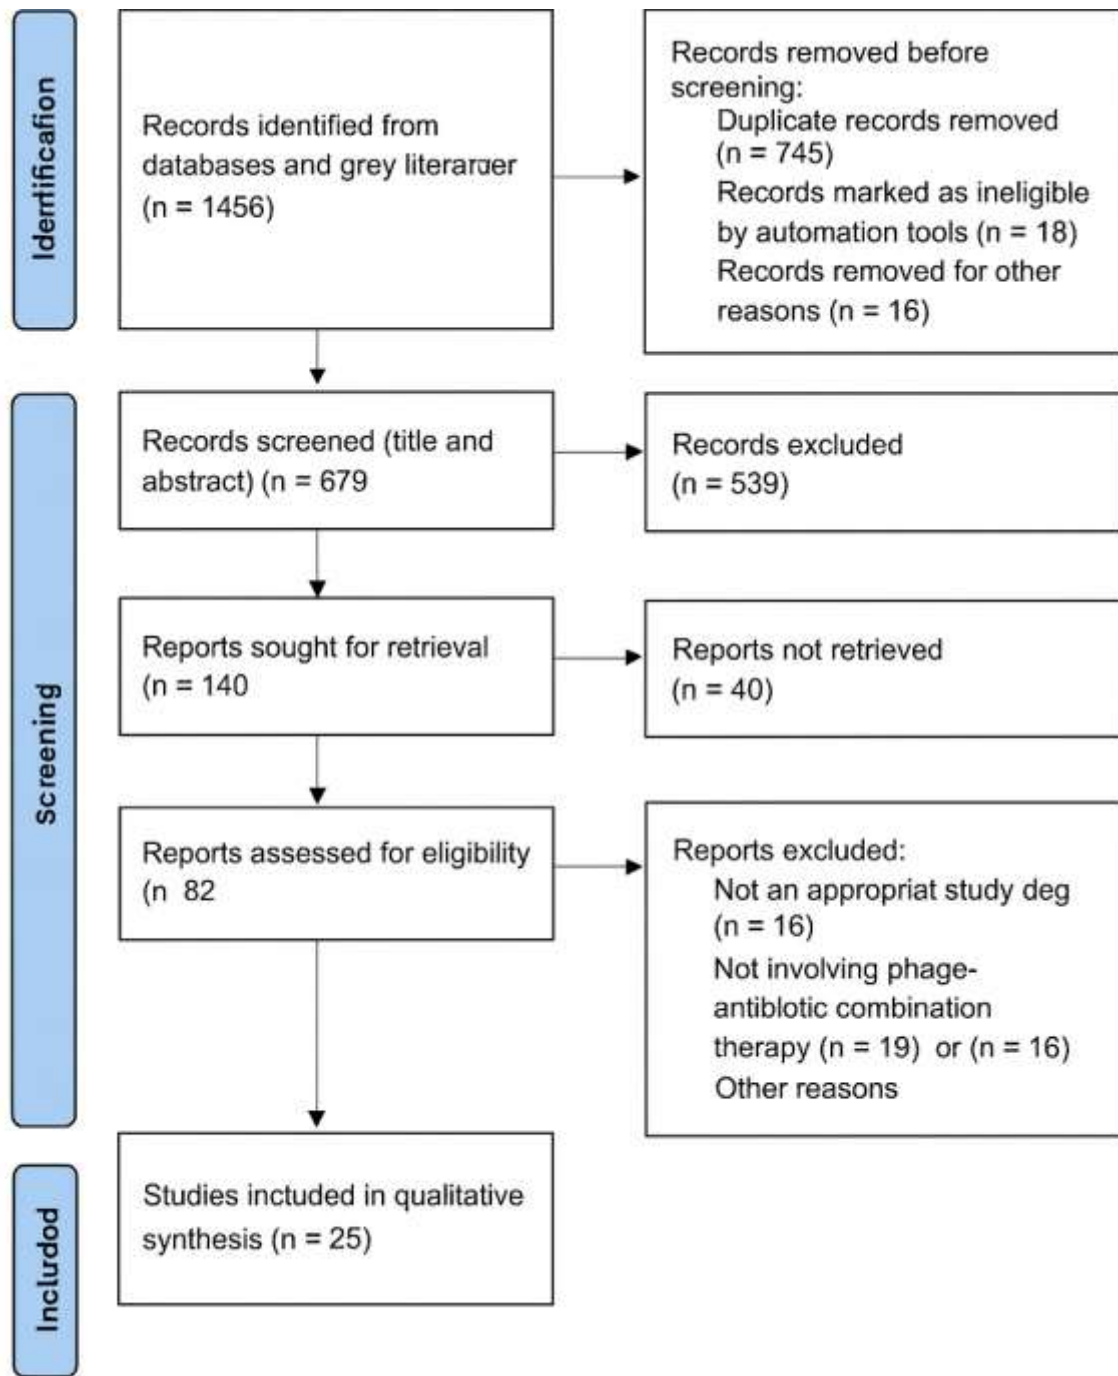 Identificafion
Records identified from
databases and grey literaruer
(n = 1456)
Records removed before
screening:
Duplicate records removed
(n = 745)
Records marked as ineligible
by automation tools (n = 18)
Records removed for other
reasons (n = 16)
Screening
Records screened (title and
abstract) (n = 679
Records excluded
(n = 539)
Reports sought for retrieval
(n = 140
Reports not retrieved
(n = 40)
Reports assessed for eligibility
(n 82
Reports excluded:
Not an appropriat study deg
(n = 16)
Not involving phage-
antiblotic combination
therapy (n = 19) or (n = 16)
Other reasons
Includod
Studies included in qualitative
synthesis (n = 25)